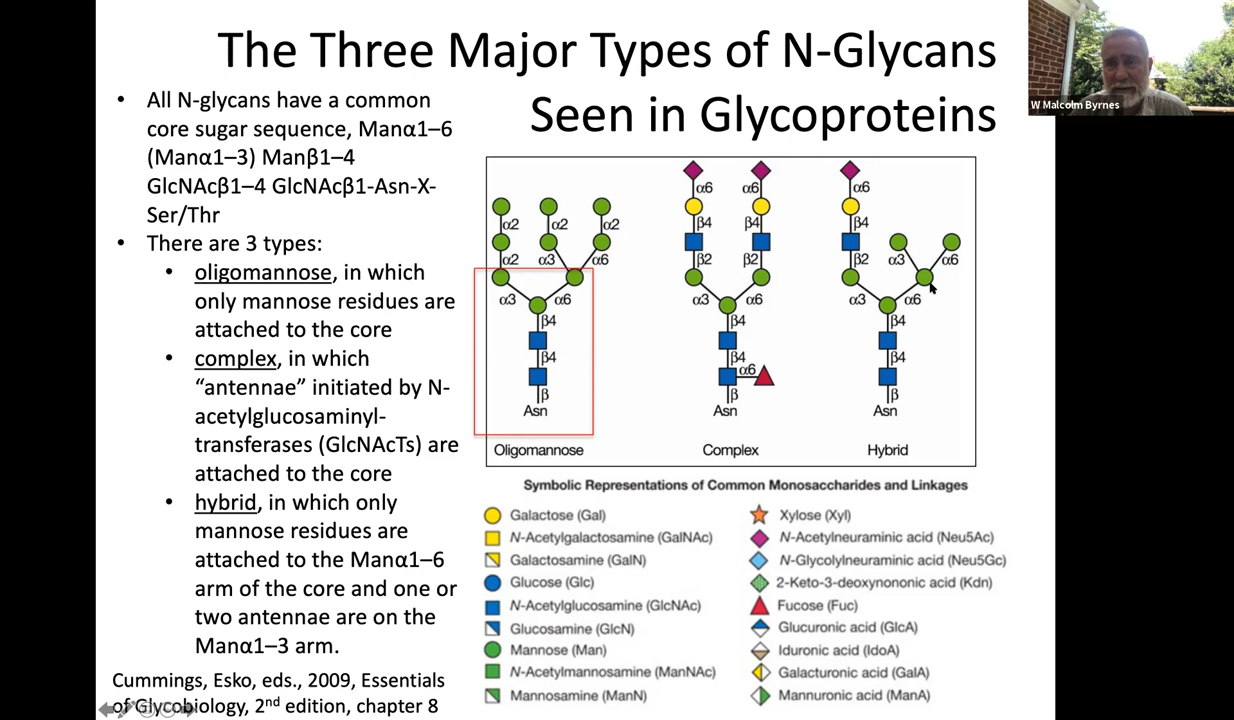 The Three Major Types of N-Glycans
Seen in Glycoproteins
W Malcolm Byrnes
• All N-glycans have a common
core sugar sequence, Manα1–6
(Manα1–3) Manβ1–4
GlcNAcβ1–4 GlcNAcβ1-Asn-X-
Ser/Thr
• There are 3 types:
• oligomannose, in which
only mannose residues are
attached to the core
• complex, in which
“antennae” initiated by N-
acetylglucosaminyl-
transferases (GlcNAcTs) are
attached to the core
• hybrid, in which only
mannose residues are
attached to the Manα1–6
arm of the core and one or
two antennae are on the
Manα1–3 arm.
Cummings, Esko, eds., 2009, Essentials
of Glycobiology, 2nd edition, chapter 8
α2 α2 α2
α2 α3 α6
α3 α6
β4
β4
β
Asn
Oligomannose
α6 α6
β4 β4
β2 β2
α3 α6
β4
β4
α6
β
Asn
Complex
α6
β4
β2 α3 α6
α3 α6
β4
β4
β
Asn
Hybrid
Symbolic Representations of Common Monosaccharides and Linkages
Galactose (Gal)
N-Acetylgalactosamine (GalNAc)
Galactosamine (GalN)
Glucose (Glc)
N-Acetylglucosamine (GlcNAc)
Glucosamine (GlcN)
Mannose (Man)
N-Acetylmannosamine (ManNAc)
Mannosamine (ManN)
Xylose (Xyl)
N-Acetylneuraminic acid (Neu5Ac)
N-Glycolylneuraminic acid (Neu5Gc)
2-Keto-3-deoxynononic acid (Kdn)
Fucose (Fuc)
Glucuronic acid (GlcA)
Iduronic acid (IdoA)
Galacturonic acid (GalA)
Mannuronic acid (ManA)